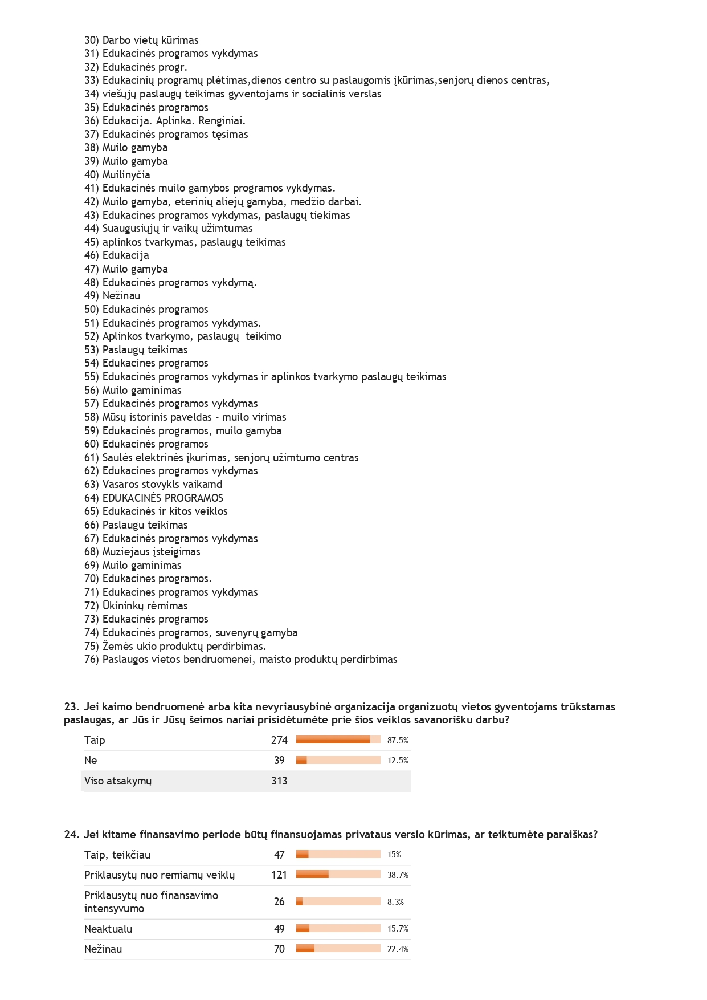 30) Darbo vietų kūrimas
31) Edukacinės programos vykdymas
32) Edukacinės progr.
33) Edukacinių programų plėtimas,dienos centro su paslaugomis įkūrimas,senjorų dienos centras,
34) viešųjų paslaugų teikimas gyventojams ir socialinis verslas
35) Edukacinės programos
36) Edukacija. Aplinka. Renginiai.
37) Edukacinės programos tęsimas
38) Muilo gamyba
39) Muilo gamyba
40) Muilinyčia
41) Edukacinės muilo gamybos programos vykdymas.
42) Muilo gamyba, eterinių aliejų gamyba, medžio darbai.
43) Edukacines programos vykdymas, paslaugų tiekimas
44) Suaugusiųjų ir vaikų užimtumas
45) aplinkos tvarkymas, paslaugų teikimas
46) Edukacija
47) Muilo gamyba
48) Edukacinės programos vykdymą.
49) Nežinau
50) Edukacinės programos
51) Edukacinės programos vykdymas.
52) Aplinkos tvarkymo, paslaugų  teikimo
53) Paslaugų teikimas
54) Edukacines programos
55) Edukacinės programos vykdymas ir aplinkos tvarkymo paslaugų teikimas
56) Muilo gaminimas
57) Edukacinės programos vykdymas
58) Mūsų istorinis paveldas - muilo virimas
59) Edukacinės programos, muilo gamyba
60) Edukacinės programos
61) Saulės elektrinės įkūrimas, senjorų užimtumo centras
62) Edukacines programos vykdymas
63) Vasaros stovykls vaikamd
64) EDUKACINĖS PROGRAMOS
65) Edukacinės ir kitos veiklos
66) Paslaugu teikimas
67) Edukacinės programos vykdymas
68) Muziejaus įsteigimas
69) Muilo gaminimas
70) Edukacines programos.
71) Edukacines programos vykdymas
72) Ūkininkų rėmimas
73) Edukacinės programos
74) Edukacinės programos, suvenyrų gamyba
75) Žemės ūkio produktų perdirbimas.
76) Paslaugos vietos bendruomenei, maisto produktų perdirbimas
23. Jei kaimo bendruomenė arba kita nevyriausybinė organizacija organizuotų vietos gyventojams trūkstamas
paslaugas, ar Jūs ir Jūsų šeimos nariai prisidėtumėte prie šios veiklos savanorišku darbu?
Taip 274 87.5%
Ne 39 12.5%
Viso atsakymų 313
24. Jei kitame finansavimo periode būtų finansuojamas privataus verslo kūrimas, ar teiktumėte paraiškas?
Taip, teikčiau 47 15%
Priklausytų nuo remiamų veiklų 121 38.7%
Priklausytų nuo finansavimo
intensyvumo 26 8.3%
Neaktualu 49 15.7%
Nežinau 70 22.4%